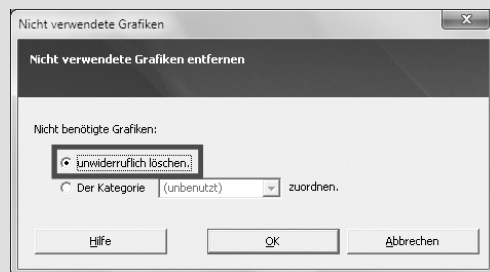 Nicht verwendete Grafiken
Nicht verwendete Grafiken entfernen
Nicht benötigte Grafiken:
unwiderruflich löschen.
Der Kategorie (unbenutzt) zuordnen.
Hilfe OK Abbrechen